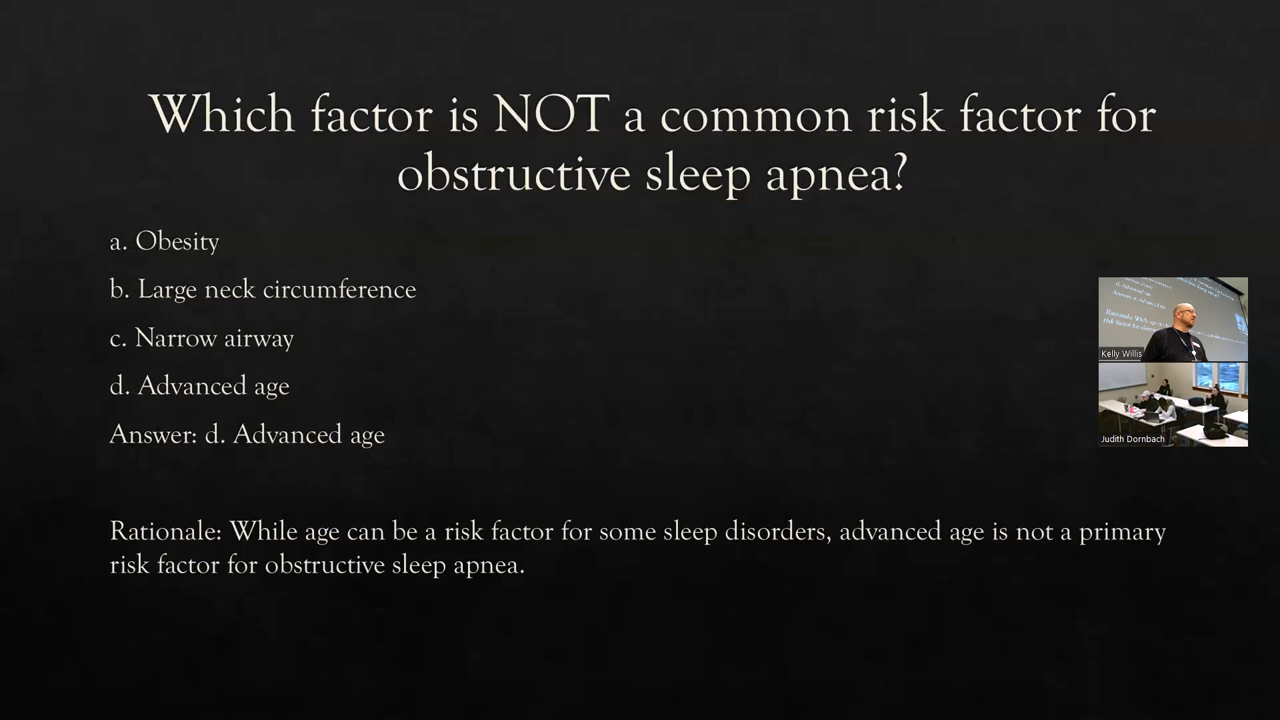 Which factor is NOT a common risk factor for
obstructive sleep apnea?
a. Obesity
b. Large neck circumference
c. Narrow airway
d. Advanced age
Answer: d. Advanced age
Rationale: While age can be a risk factor for some sleep disorders, advanced age is not a primary
risk factor for obstructive sleep apnea.
Kelly Willis
Judith Dornbach